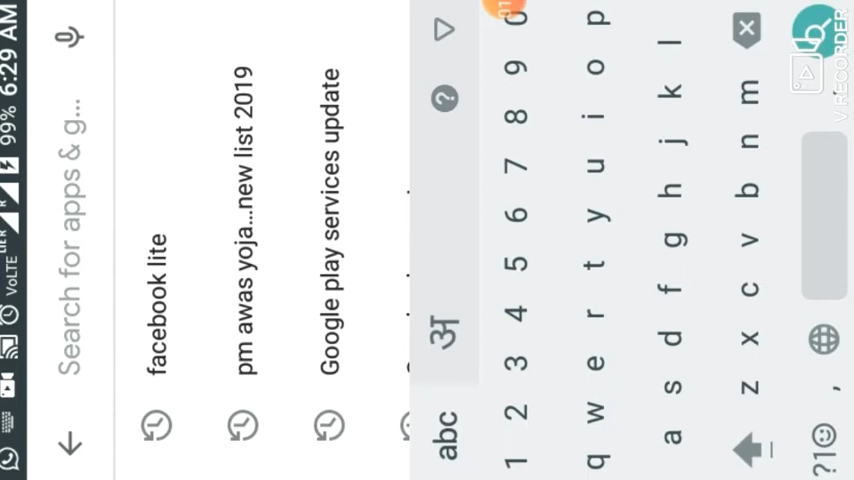 VoLTE 99% 6:29 AM
Search for apps & g...
facebook lite
pm awas yoja...new list 2019
Google play services update
abc अ
1 2 3 4 5 6 7 8 9 0
q w e r t y u i o p
a s d f g h j k l
z x c v b n m
?1 ,
V RECORDER